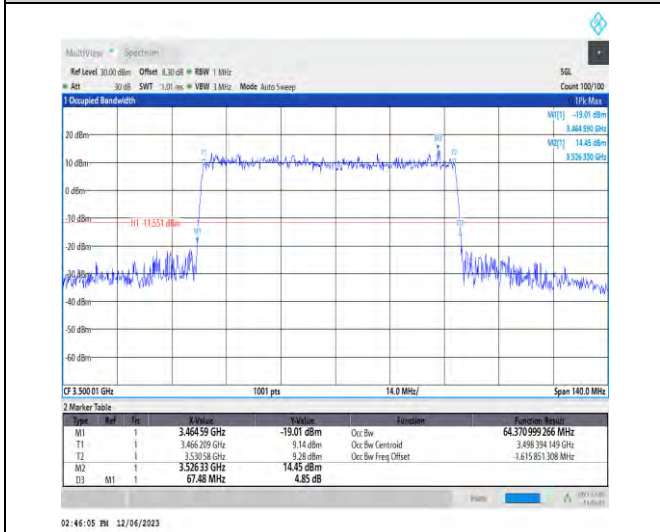 MultiView Spectrum
Ref Level 30.00 dBm Offset 8.30 dB RBW 1 MHz SGL
Att 30 dB SWT 1.01 ms VBW 3 MHz Mode Auto Sweep Count 100/100
1 Occupied Bandwidth 1Pk Max
M1[1] -19.01 dBm
3.464 590 GHz
M2[1] 14.45 dBm
3.526 330 GHz
20 dBm
M2
T1 T2
10 dBm
0 dBm
-10 dBm
H1 -11.551 dBm
D3
M1
-20 dBm
-30 dBm
-40 dBm
-50 dBm
-60 dBm
CF 3.500 01 GHz 1001 pts 14.0 MHz/ Span 140.0 MHz
2 Marker Table
Type Ref Trc X-Value Y-Value Function Function Result
M1 1 3.464 59 GHz -19.01 dBm Occ Bw 64.370 999 266 MHz
T1 1 3.466 209 GHz 9.14 dBm Occ Bw Centroid 3.498 394 149 GHz
T2 1 3.530 58 GHz 9.28 dBm Occ Bw Freq Offset -1.615 851 308 MHz
M2 1 3.526 33 GHz 14.45 dBm
D3 M1 1 67.48 MHz 4.85 dB
02:46:05 PM 12/06/2023